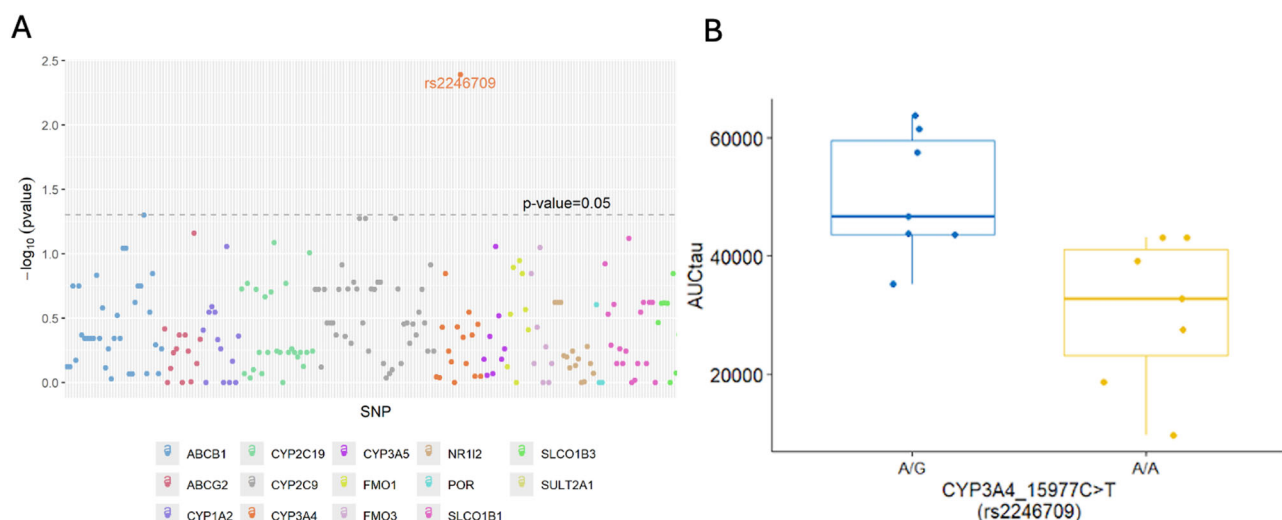 A
2.5
rs2246709
2.0
1.5
p-value=0.05
1.0
0.5
0.0
−log10 (pvalue)
SNP
ABCB1 CYP2C19 CYP3A5 NR1I2 SLCO1B3
ABCG2 CYP2C9 FMO1 POR SULT2A1
CYP1A2 CYP3A4 FMO3 SLCO1B1
B
60000
40000
20000
AUCtau
A/G A/A
CYP3A4_15977C>T
(rs2246709)